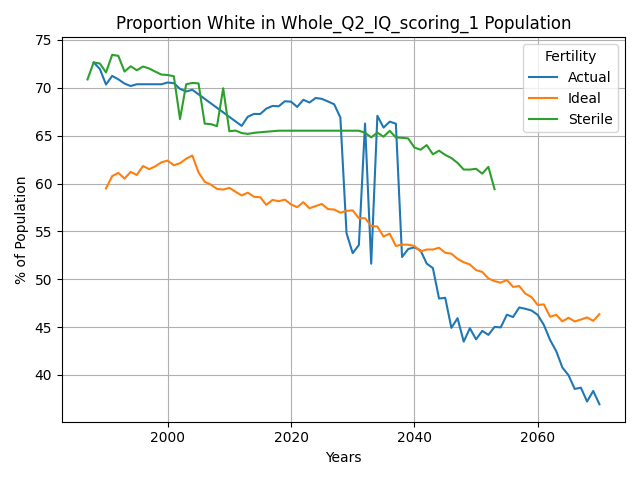 Proportion White in Whole_Q2_IQ_scoring_1 Population
75
70
65
60
55
50
45
40
% of Population
Fertility
Actual
Ideal
Sterile
2000
2020
2040
2060
Years